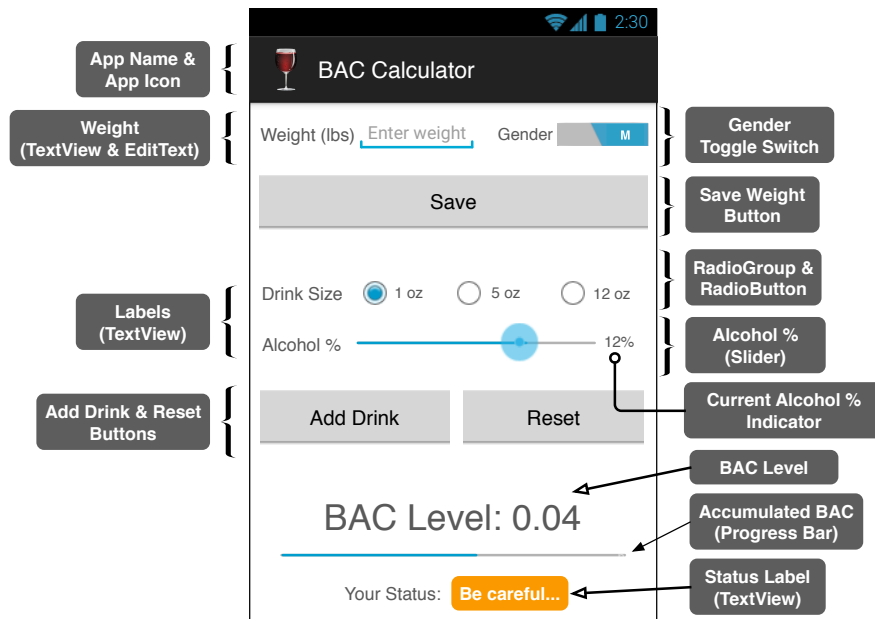 2:30
App Name &
App Icon
BAC Calculator
Weight
(TextView & EditText)
Weight (lbs)
Enter weight
Gender
M
Gender
Toggle Switch
Save
Save Weight
Button
Labels
(TextView)
Drink Size
1 oz
5 oz
12 oz
RadioGroup &
RadioButton
Alcohol %
12%
Alcohol %
(Slider)
Add Drink & Reset
Buttons
Add Drink
Reset
Current Alcohol %
Indicator
BAC Level
BAC Level: 0.04
Accumulated BAC
(Progress Bar)
Your Status:
Be careful...
Status Label
(TextView)